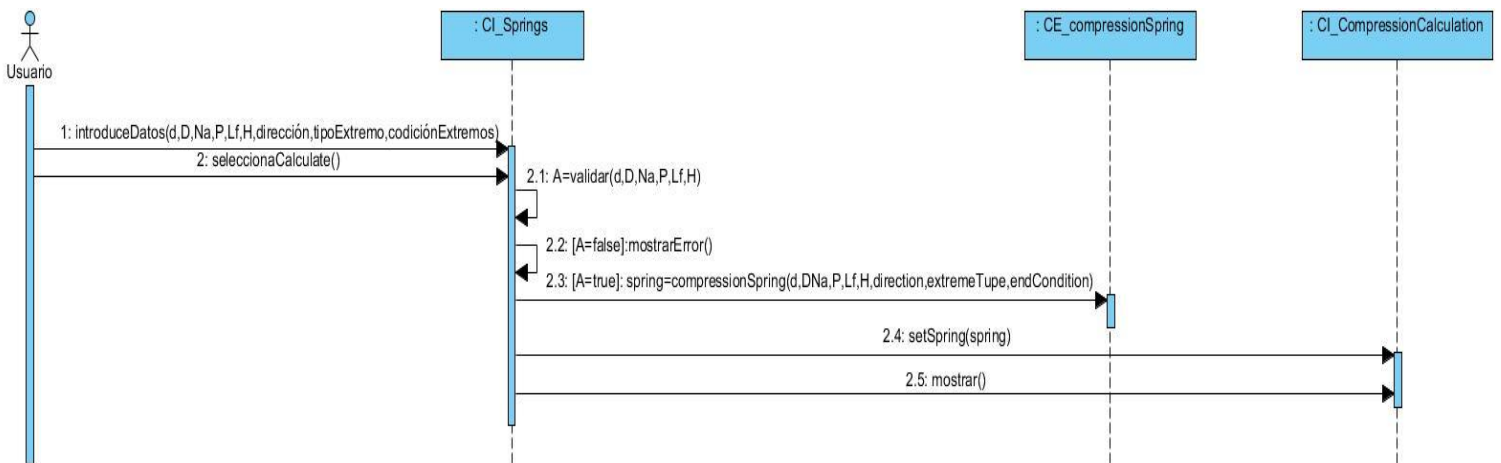 : CI_Springs
: CE_compressionSpring
: CI_CompressionCalculation
Usuario
1: introduceDatos(d,D,Na,P,Lf,H,dirección,tipoExtremo,codiciónExtremos)
2: seleccionaCalculate()
2.1: A=validar(d,D,Na,P,Lf,H)
2.2: [A=false]:mostrarError()
2.3: [A=true]: spring=compressionSpring(d,DNa,P,Lf,H,direction,extremeTupe,endCondition)
2.4: setSpring(spring)
2.5: mostrar()